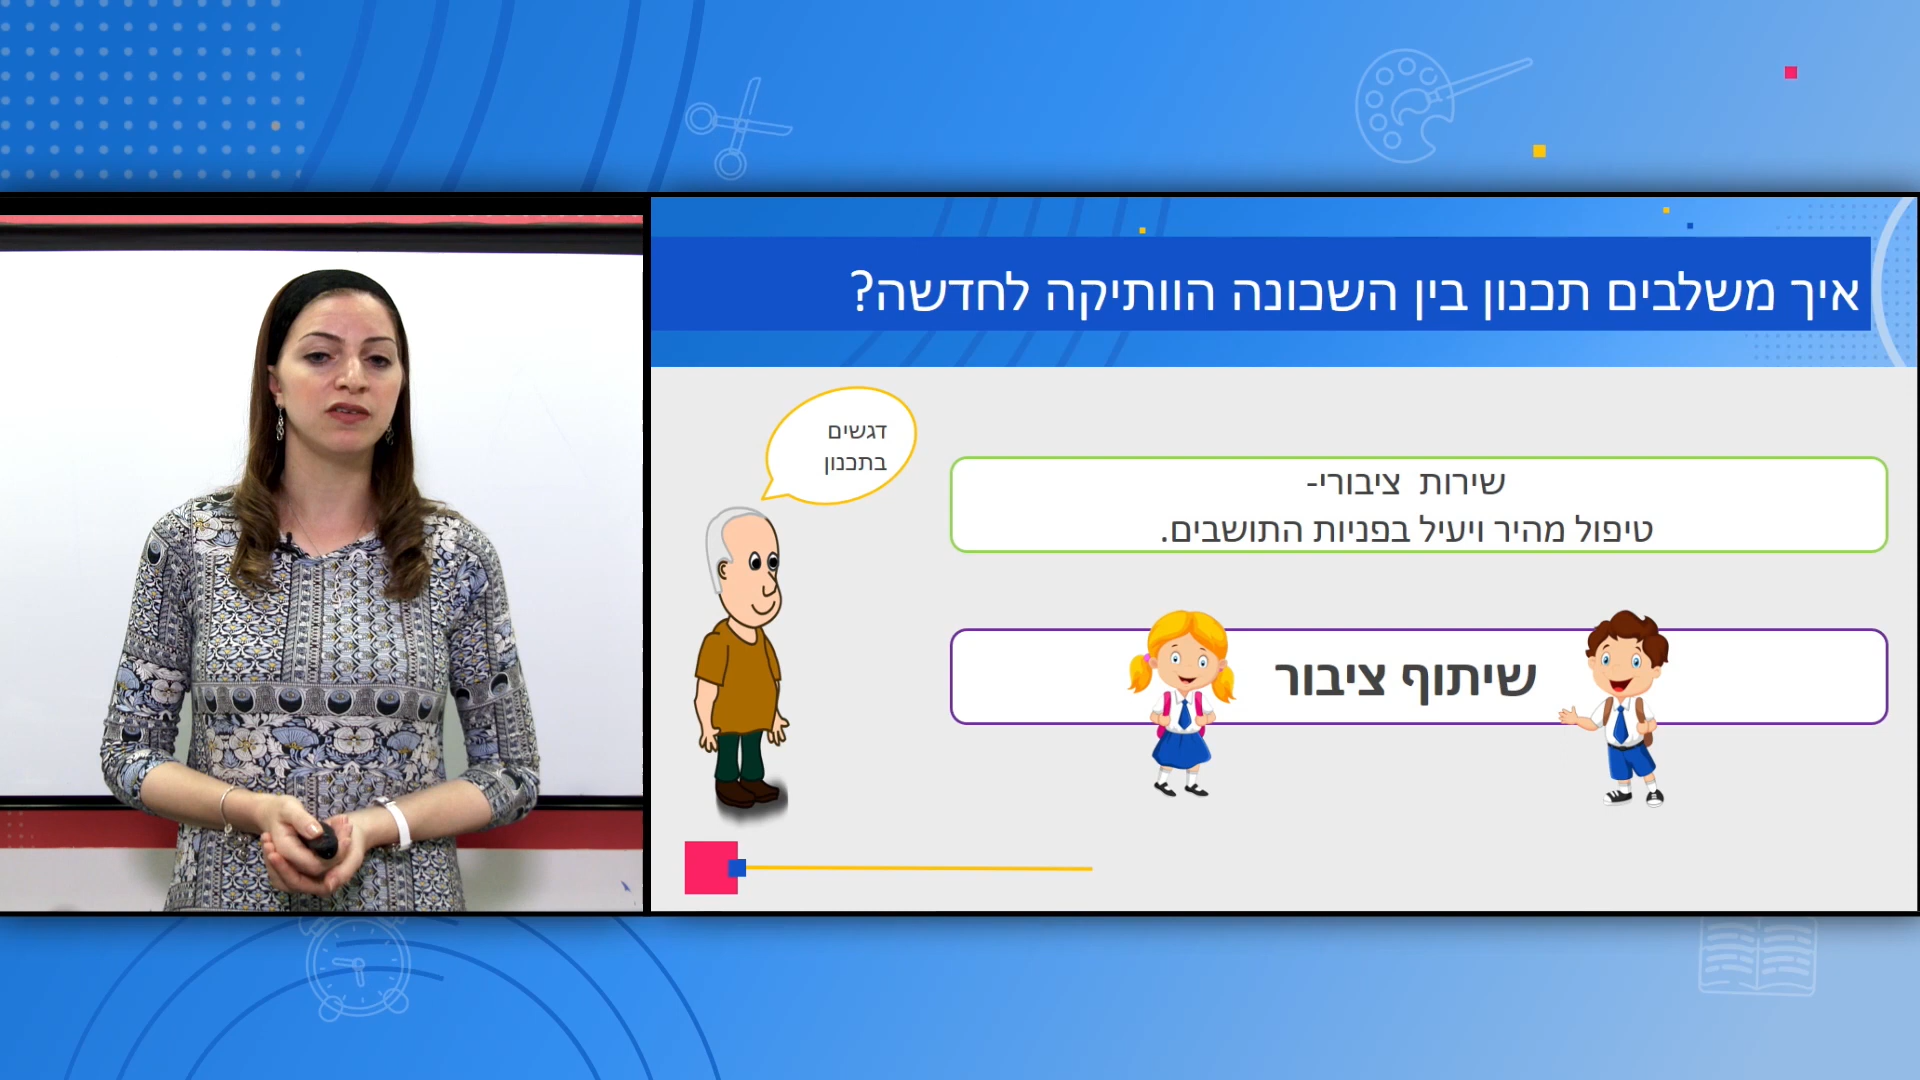 איך משלבים תכנון בין השכונה הוותיקה לחדשה?
דגשים
בתכנון
שירות ציבורי-
טיפול מהיר ויעיל בפניות התושבים.
שיתוף ציבור